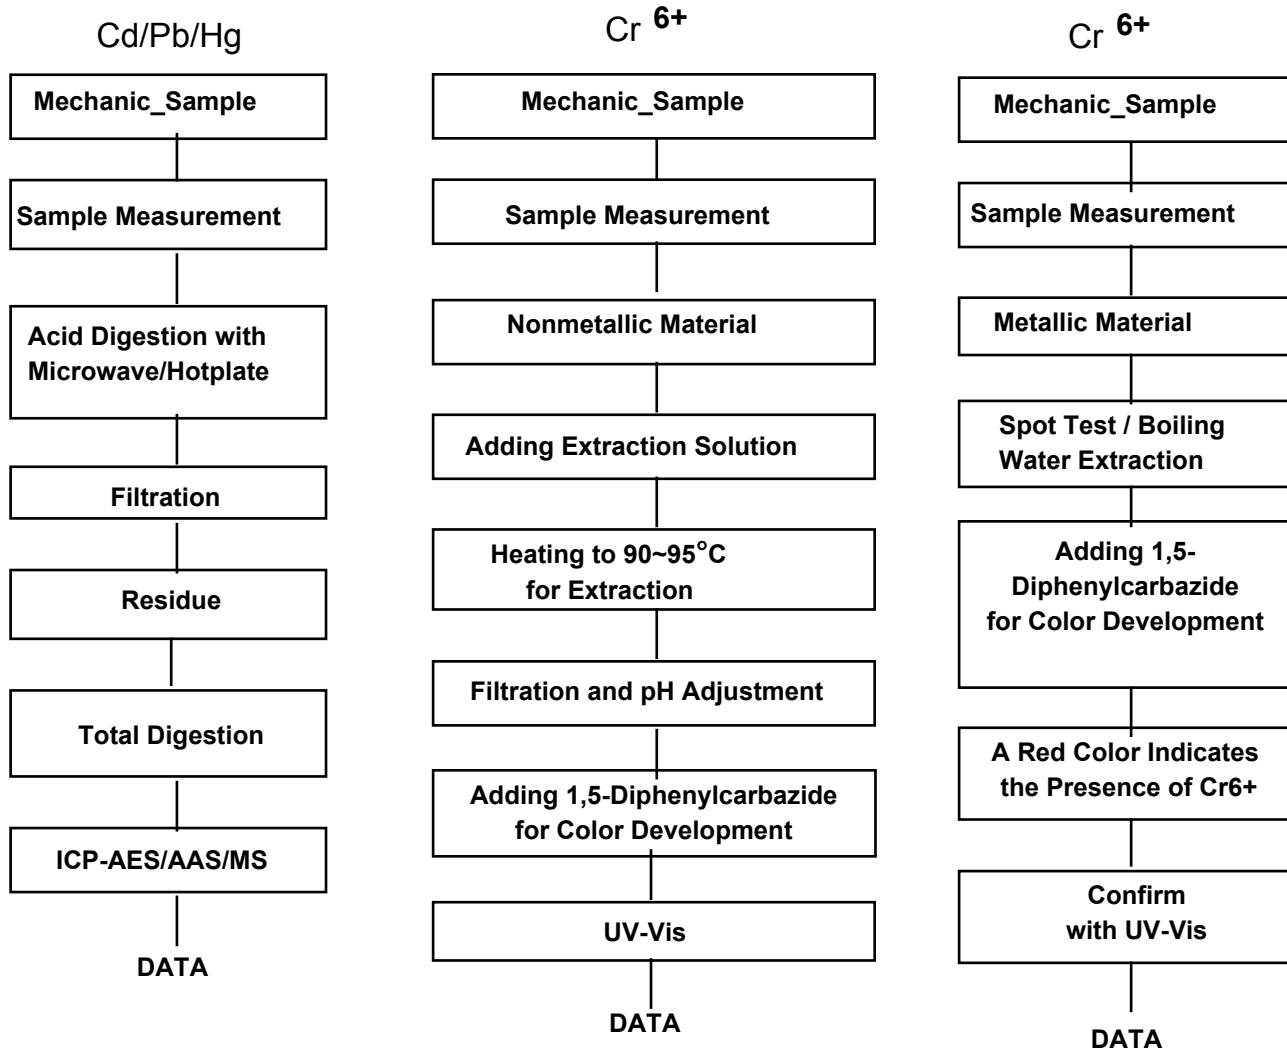 Cd/Pb/Hg
Mechanic_Sample
Sample Measurement
Acid Digestion with
Microwave/Hotplate
Filtration
Residue
Total Digestion
ICP-AES/AAS/MS
DATA
Cr 6+
Mechanic_Sample
Sample Measurement
Nonmetallic Material
Adding Extraction Solution
Heating to 90~95°C
for Extraction
Filtration and pH Adjustment
Adding 1,5-Diphenylcarbazide
for Color Development
UV-Vis
DATA
Cr 6+
Mechanic_Sample
Sample Measurement
Metallic Material
Spot Test / Boiling
Water Extraction
Adding 1,5-
Diphenylcarbazide
for Color Development
A Red Color Indicates
the Presence of Cr6+
Confirm
with UV-Vis
DATA